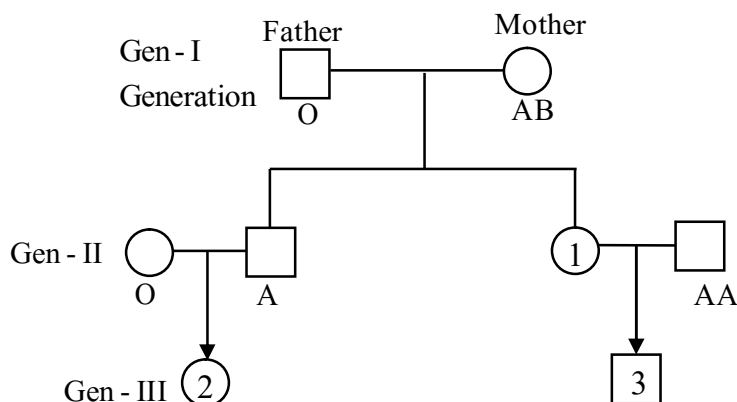 Father Mother
Gen - I
Generation
O AB
Gen - II 1
O A AA
Gen - III 2 3